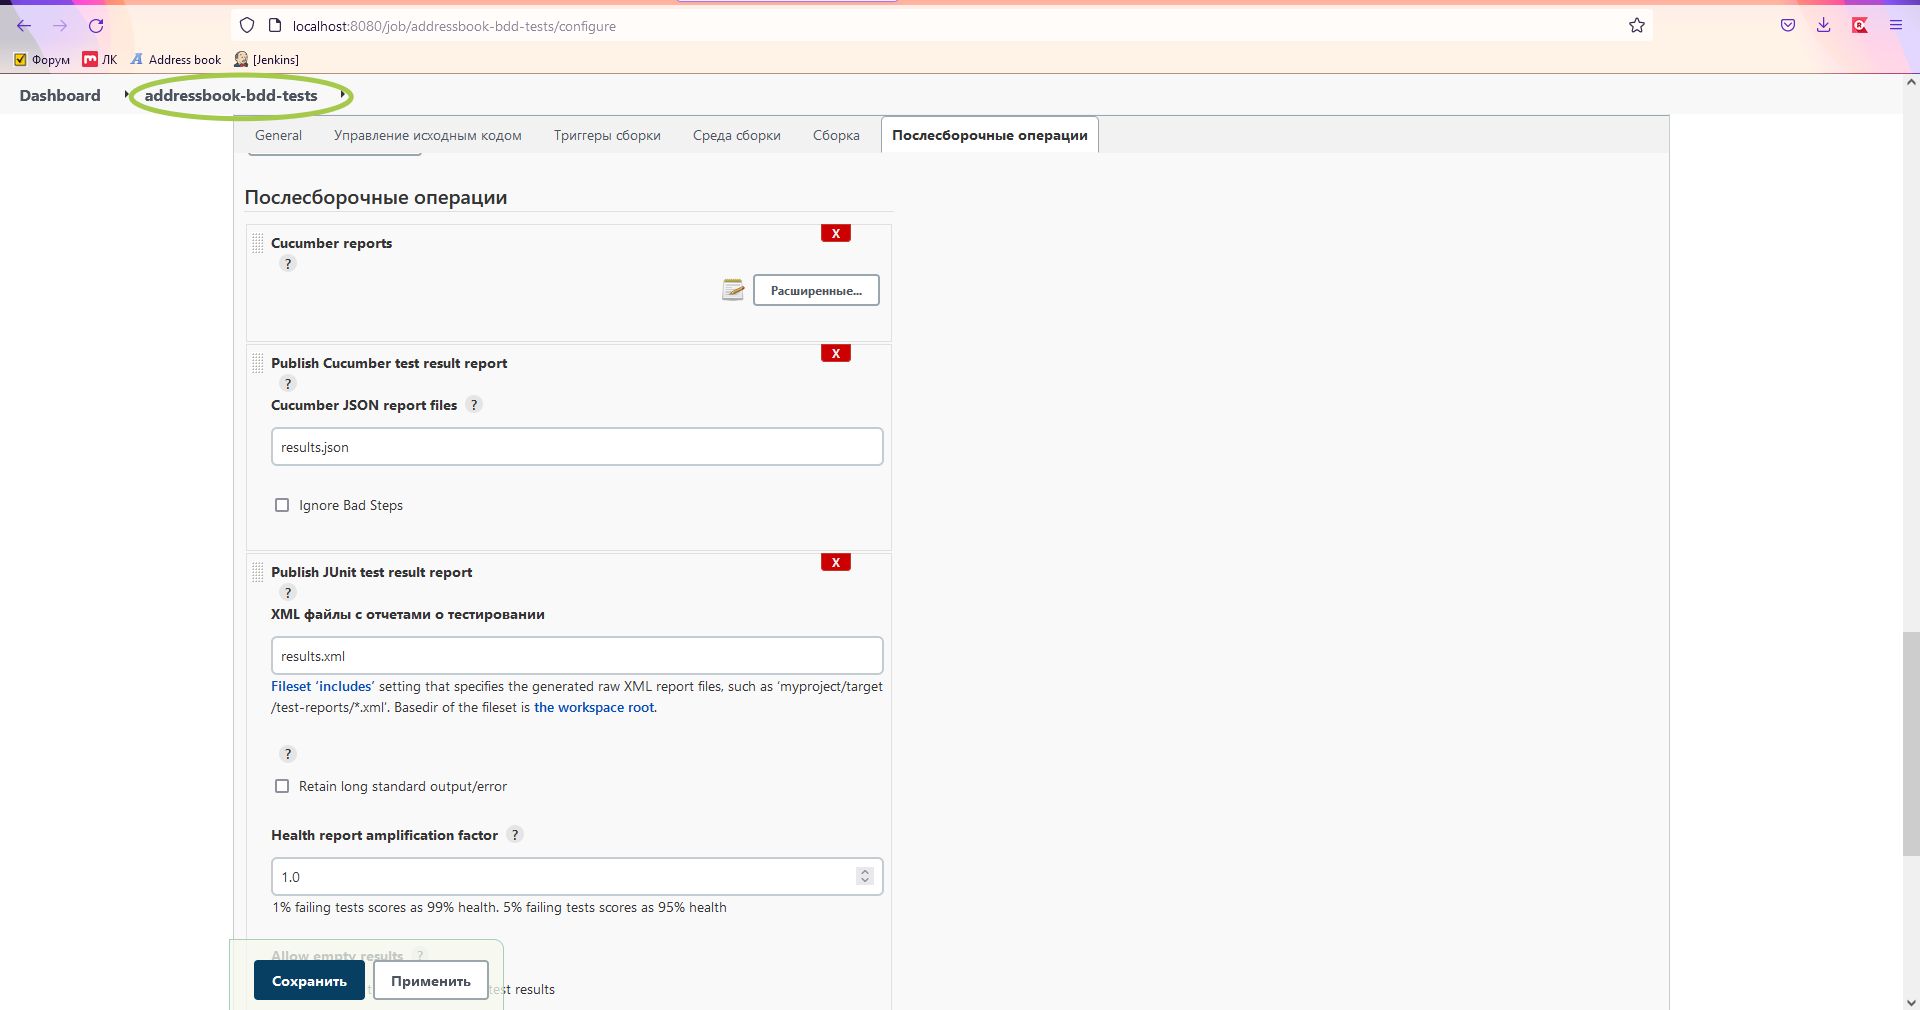 localhost:8080/job/addressbook-bdd-tests/configure
Форум ЛК Address book [Jenkins]
Dashboard addressbook-bdd-tests
General Управление исходным кодом Триггеры сборки Среда сборки Сборка Послесборочные операции
Послесборочные операции
X
Cucumber reports
?
Расширенные...
X
Publish Cucumber test result report
?
Cucumber JSON report files ?
results.json
Ignore Bad Steps
X
Publish JUnit test result report
?
XML файлы с отчетами о тестировании
results.xml
Fileset ‘includes’ setting that specifies the generated raw XML report files, such as ‘myproject/target
/test-reports/*.xml’. Basedir of the fileset is the workspace root.
?
Retain long standard output/error
Health report amplification factor ?
1.0
1% failing tests scores as 99% health. 5% failing tests scores as 95% health
Allow empty results ?
Сохранить Применить test results